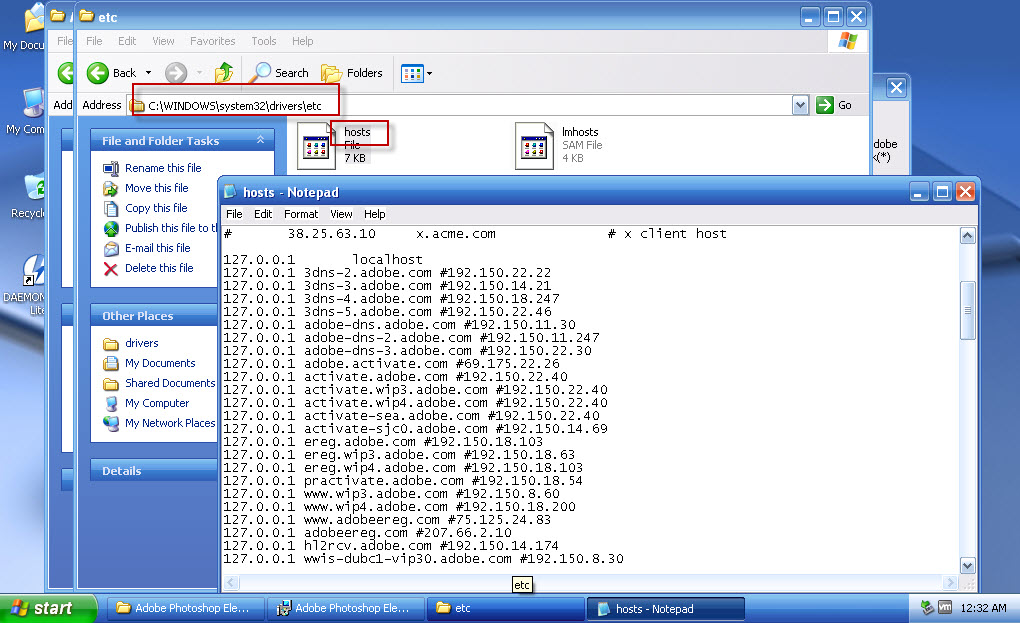 My Docu
My Com
Recycle
DAEMON
Lite
File
Add
etc
File Edit View Favorites Tools Help
Back Search Folders
Address C:\WINDOWS\system32\drivers\etc Go
File and Folder Tasks
Rename this file
Move this file
Copy this file
Publish this file to t
E-mail this file
Delete this file
Other Places
drivers
My Documents
Shared Documents
My Computer
My Network Places
Details
hosts
File
7 KB
lmhosts
SAM File
4 KB
dobe
(*)
hosts - Notepad
File Edit Format View Help
# 38.25.63.10 x.acme.com # x client host
127.0.0.1 localhost
127.0.0.1 3dns-2.adobe.com #192.150.22.22
127.0.0.1 3dns-3.adobe.com #192.150.14.21
127.0.0.1 3dns-4.adobe.com #192.150.18.247
127.0.0.1 3dns-5.adobe.com #192.150.22.46
127.0.0.1 adobe-dns.adobe.com #192.150.11.30
127.0.0.1 adobe-dns-2.adobe.com #192.150.11.247
127.0.0.1 adobe-dns-3.adobe.com #192.150.22.30
127.0.0.1 adobe.activate.com #69.175.22.26
127.0.0.1 activate.adobe.com #192.150.22.40
127.0.0.1 activate.wip3.adobe.com #192.150.22.40
127.0.0.1 activate.wip4.adobe.com #192.150.22.40
127.0.0.1 activate-sea.adobe.com #192.150.22.40
127.0.0.1 activate-sjc0.adobe.com #192.150.14.69
127.0.0.1 ereg.adobe.com #192.150.18.103
127.0.0.1 ereg.wip3.adobe.com #192.150.18.63
127.0.0.1 ereg.wip4.adobe.com #192.150.18.103
127.0.0.1 practivate.adobe.com #192.150.18.54
127.0.0.1 www.wip3.adobe.com #192.150.8.60
127.0.0.1 www.wip4.adobe.com #192.150.18.200
127.0.0.1 www.adobeereg.com #75.125.24.83
127.0.0.1 adobeereg.com #207.66.2.10
127.0.0.1 hl2rcv.adobe.com #192.150.14.174
127.0.0.1 wwis-dubc1-vip30.adobe.com #192.150.8.30
etc
start Adobe Photoshop Ele... Adobe Photoshop Ele... etc hosts - Notepad vm 12:32 AM